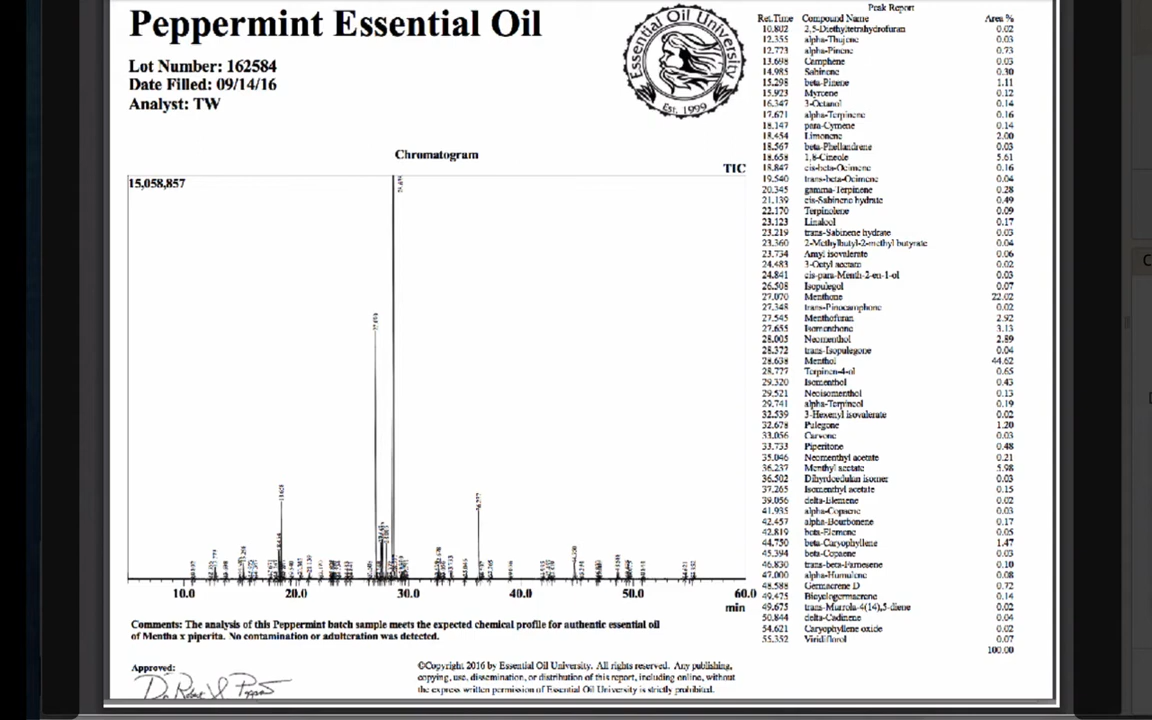 Peppermint Essential Oil
Lot Number: 162584
Date Filled: 09/14/16
Analyst: TW
Essential Oil University
Est. 1999
Chromatogram
TIC
15,058,857
10.0 20.0 30.0 40.0 50.0 60.0
min
Comments: The analysis of this Peppermint batch sample meets the expected chemical profile for authentic essential oil
of Mentha x piperita. No contamination or adulteration was detected.
Approved:
©Copyright 2016 by Essential Oil University. All rights reserved. Any publishing,
copying, use, dissemination, or distribution of this report, including online, without
the express written permission of Essential Oil University is strictly prohibited.
Peak Report
Ret.Time Compound Name Area %
10.802 2,5-Diethyltetrahydrofuran 0.02
12.355 alpha-Thujene 0.03
12.773 alpha-Pinene 0.73
13.698 Camphene 0.03
14.985 Sabinene 0.30
15.298 beta-Pinene 1.11
15.923 Myrcene 0.12
16.347 3-Octanol 0.14
17.671 alpha-Terpinene 0.16
18.147 para-Cymene 0.14
18.454 Limonene 2.00
18.567 beta-Phellandrene 0.03
18.658 1,8-Cineole 5.61
18.847 cis-beta-Ocimene 0.16
19.540 trans-beta-Ocimene 0.04
20.345 gamma-Terpinene 0.28
21.139 cis-Sabinene hydrate 0.49
22.170 Terpinolene 0.09
23.123 Linalool 0.17
23.219 trans-Sabinene hydrate 0.03
23.360 2-Methylbutyl-2-methyl butyrate 0.04
23.734 Amyl isovalerate 0.06
24.483 3-Octyl acetate 0.02
24.841 cis-para-Menth-2-en-1-ol 0.03
26.508 Isopulegol 0.07
27.070 Menthone 22.02
27.348 trans-Pinocamphone 0.02
27.545 Menthofuran 2.92
27.655 Isomenthone 3.13
28.005 Neomenthol 2.89
28.372 trans-Isopulegone 0.04
28.638 Menthol 44.62
28.777 Terpinen-4-ol 0.65
29.320 Isomenthol 0.43
29.521 Neoisomenthol 0.13
29.741 alpha-Terpineol 0.19
32.539 3-Hexenyl isovalerate 0.02
32.678 Pulegone 1.20
33.056 Carvone 0.03
33.733 Piperitone 0.48
35.046 Neomenthyl acetate 0.21
36.237 Menthyl acetate 5.98
36.502 Dihydroedulan isomer 0.03
37.265 Isomenthyl acetate 0.15
39.056 delta-Elemene 0.02
41.935 alpha-Copaene 0.03
42.457 alpha-Bourbonene 0.17
42.819 beta-Elemene 0.05
44.750 beta-Caryophyllene 1.47
45.394 beta-Copaene 0.03
46.830 trans-beta-Farnesene 0.10
47.000 alpha-Humulene 0.08
48.588 Germacrene D 0.72
49.475 Bicyclogermacrene 0.14
49.675 trans-Muurola-4(14),5-diene 0.02
50.844 delta-Cadinene 0.04
54.621 Caryophyllene oxide 0.02
55.352 Viridiflorol 0.07
100.00